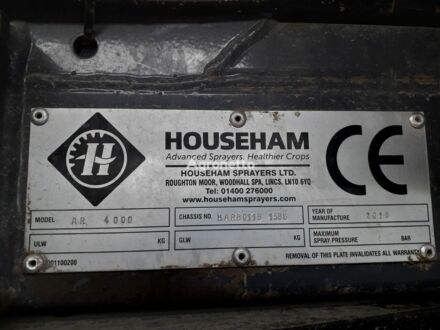 HOUSEHAM
Advanced Sprayers. Healthier Crops
HOUSEHAM SPRAYERS LTD.
ROUGHTON MOOR, WOODHALL SPA, LINCS, LN10 6YQ
Tel: 01400 276000
www.househamsprayers.com
CE
H
MODEL AR 4000
CHASSIS NO.
YEAR OF MANUFACTURE
ULW KG
GLW KG
MAXIMUM SPRAY PRESSURE BAR
REMOVAL OF THIS PLATE INVALIDATES ALL WARRANTY